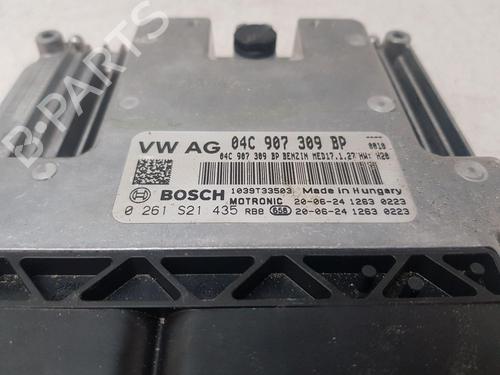 VW AG 04C 907 309 BP 0010
04C 907 309 BP BENZIN MED17.1.27 HW: H20
BOSCH 1039T33503 Made in Hungary
MOTRONIC 20-06-24 1263 0223
0 261 S21 435 RBB 658 20-06-24 1263 0223
B-PARTS